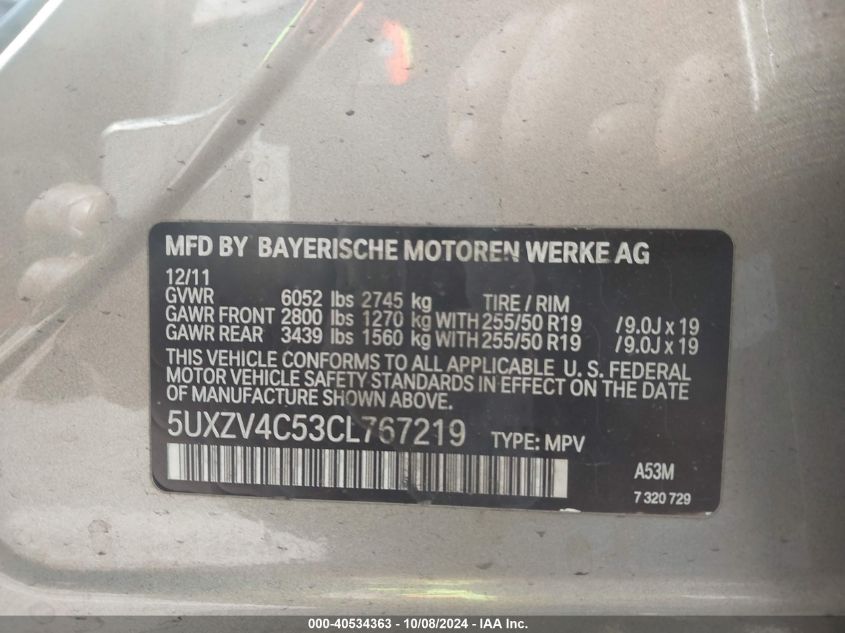 MFD BY BAYERISCHE MOTOREN WERKE AG
12/11
GVWR 6052 lbs 2745 kg TIRE / RIM
GAWR FRONT 2800 lbs 1270 kg WITH 255/50 R19 /9.0J x 19
GAWR REAR 3439 lbs 1560 kg WITH 255/50 R19 /9.0J x 19
THIS VEHICLE CONFORMS TO ALL APPLICABLE U. S. FEDERAL
MOTOR VEHICLE SAFETY STANDARDS IN EFFECT ON THE DATE
OF MANUFACTURE SHOWN ABOVE.
5UXZV4C53CL767219 TYPE: MPV
A53M
7 320 729
000-40534363 - 10/08/2024 - IAA Inc.